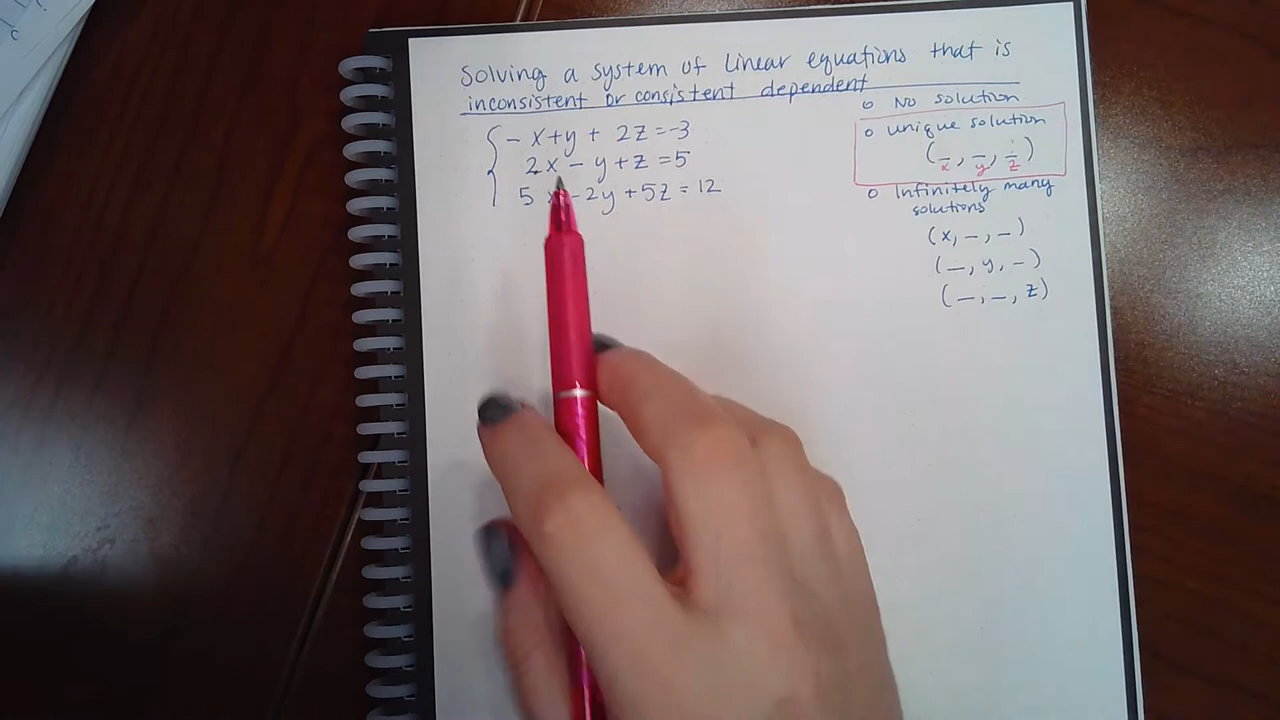 c
Solving a system of linear equations that is
inconsistent or consistent dependent
- x + y + 2z = -3
2x - y + z = 5
5 x - 2y + 5z = 12
o No solution
o unique solution
(_, _, _)
x y z
o Infinitely many
solutions
(x, -, -)
(_, y, -)
(_, _, z)